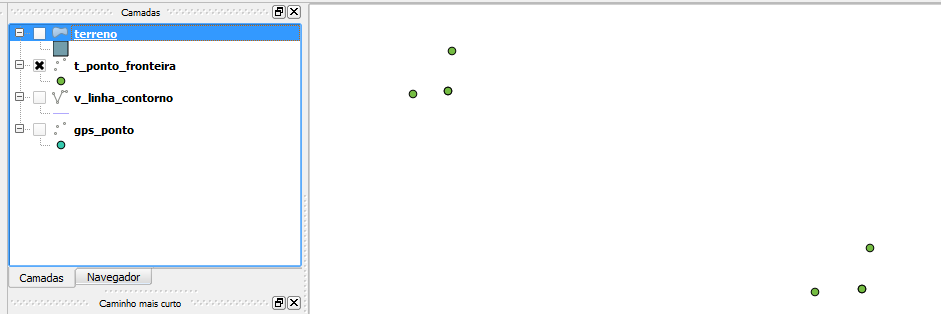 Camadas
terreno
t_ponto_fronteira
v_linha_contorno
gps_ponto
Camadas Navegador
Caminho mais curto